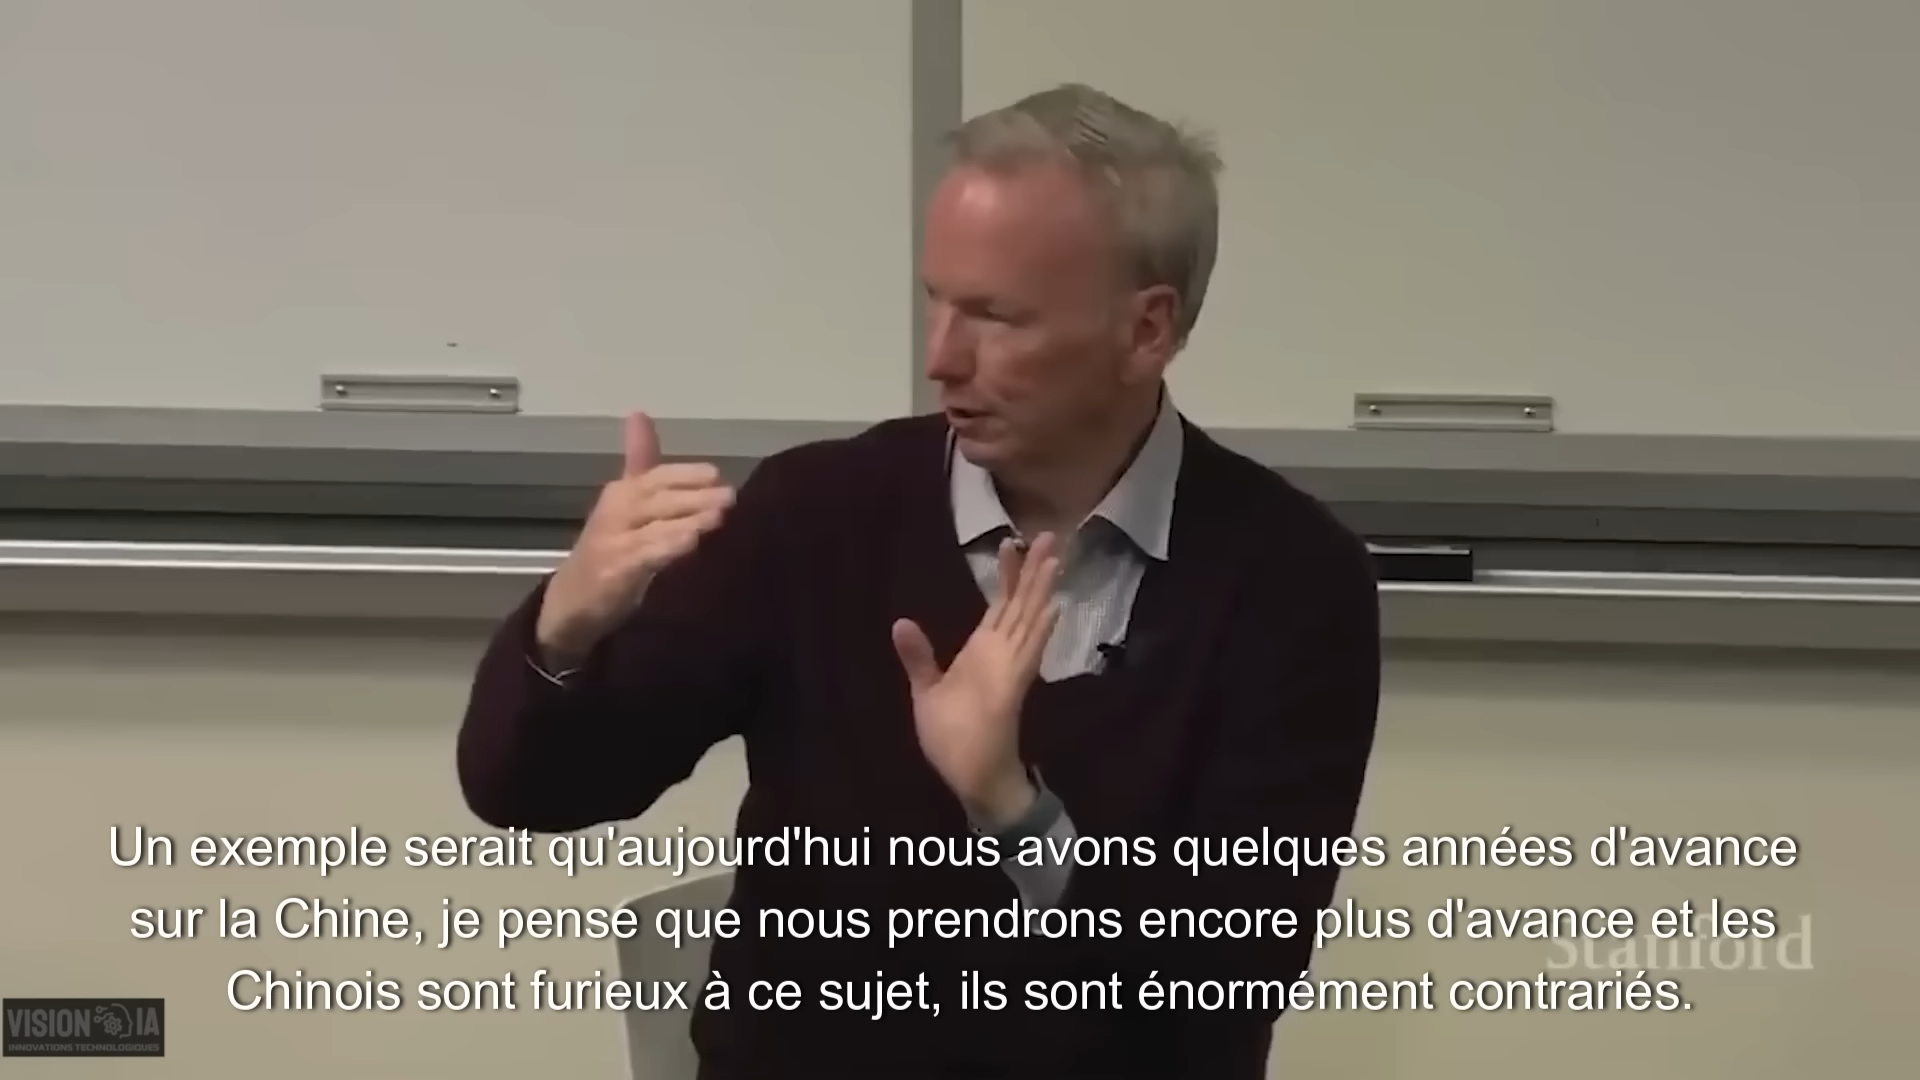 Un exemple serait qu'aujourd'hui nous avons quelques années d'avance
sur la Chine, je pense que nous prendrons encore plus d'avance et les
Chinois sont furieux à ce sujet, ils sont énormément contrariés.
Stanford
VISION IA
INNOVATIONS TECHNOLOGIQUES